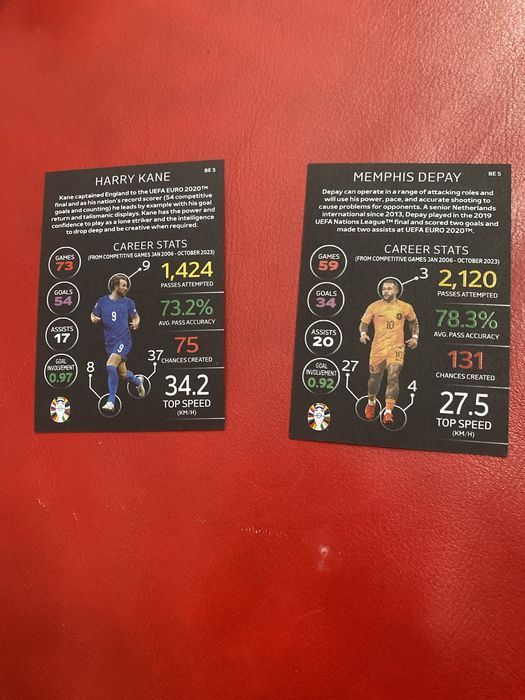 HARRY KANE
BE 3
Kane captained England to the UEFA EURO 2020™
final and as his nation's record scorer (54 competitive
goals and counting) he leads by example with his goal
return and talismanic displays. Kane has the power and
confidence to play as a lone striker and the intelligence
to drop deep and be creative when required.
CAREER STATS
(FROM COMPETITIVE GAMES JAN 2006 - OCTOBER 2023)
GAMES
73
9
1,424
PASSES ATTEMPTED
GOALS
54
73.2%
AVG. PASS ACCURACY
9
ASSISTS
17
75
CHANCES CREATED
9
37
GOAL
INVOLVEMENT
0.97
8
34.2
TOP SPEED
(KM/H)
MEMPHIS DEPAY
BE 5
Depay can operate in a range of attacking roles and
will use his power, pace, and accurate shooting to
cause problems for opponents. A senior Netherlands
international since 2013, Depay played in the 2019
UEFA Nations League™ final and scored two goals and
made two assists at UEFA EURO 2020™.
CAREER STATS
(FROM COMPETITIVE GAMES JAN 2006 - OCTOBER 2023)
GAMES
59
3
2,120
PASSES ATTEMPTED
GOALS
34
78.3%
AVG. PASS ACCURACY
10
ASSISTS
20
131
CHANCES CREATED
10
27
GOAL
INVOLVEMENT
0.92
4
27.5
TOP SPEED
(KM/H)